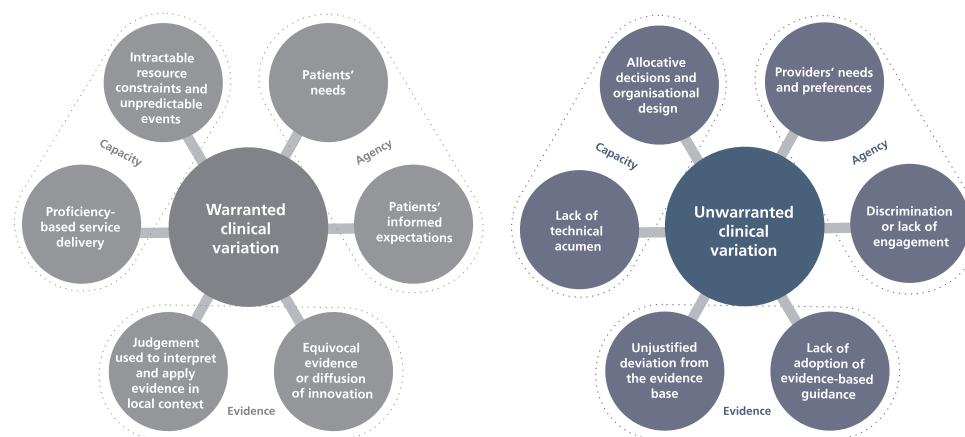 Intractable
resource
constraints and
unpredictable
events
Patients’
needs
Capacity
Agency
Proficiency-
based service
delivery
Warranted
clinical
variation
Patients’
informed
expectations
Judgement
used to interpret
and apply
evidence in
local context
Equivocal
evidence
or diffusion
of innovation
Evidence
Allocative
decisions and
organisational
design
Providers’ needs
and preferences
Capacity
Agency
Lack of
technical
acumen
Unwarranted
clinical
variation
Discrimination
or lack of
engagement
Unjustified
deviation from
the evidence
base
Lack of
adoption of
evidence-based
guidance
Evidence